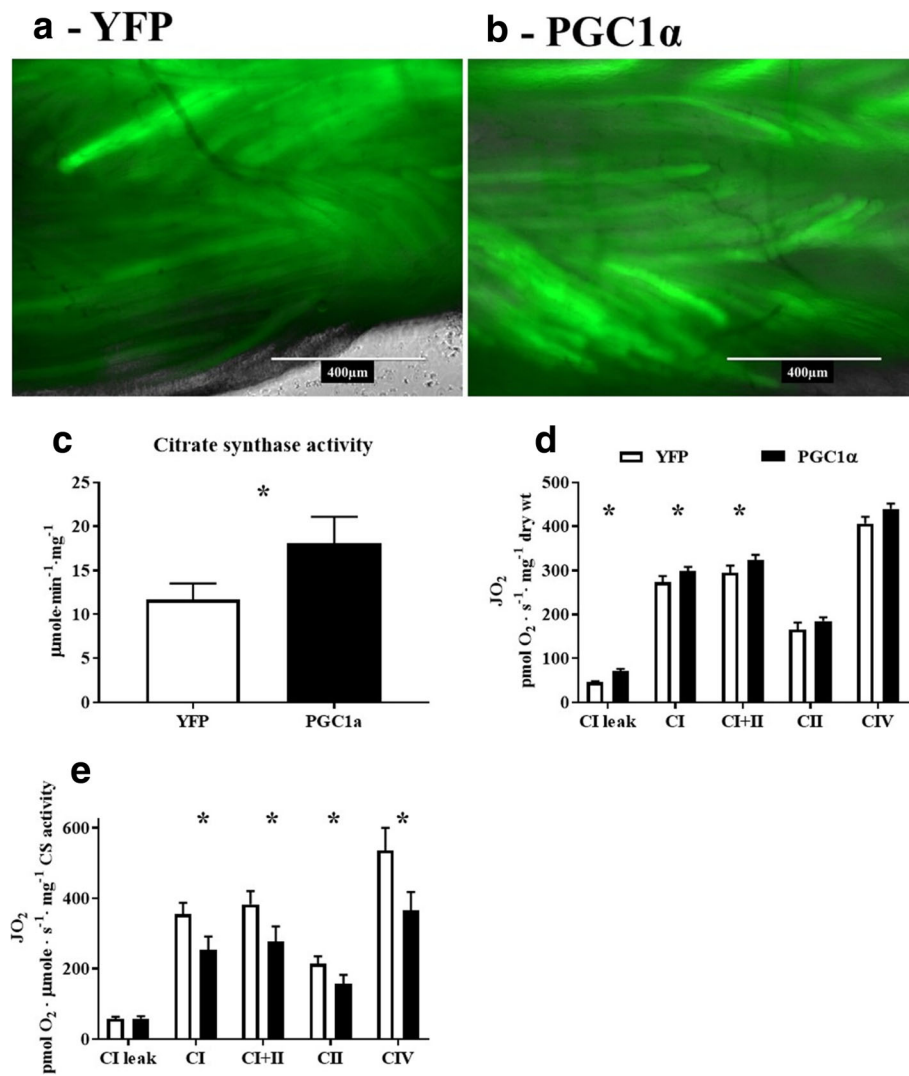 a - YFP
b - PGC1α
400μm
400μm
c
Citrate synthase activity
25
20
15
10
5
0
μmole·min⁻¹·mg⁻¹
YFP
PGC1a
*
d
YFP
PGC1α
500
400
300
200
100
0
JO₂
pmol O₂ · s⁻¹· mg⁻¹ dry wt
* * *
CI leak CI CI+II CII CIV
e
600
400
200
0
JO₂
pmol O₂ · μmole · s⁻¹· mg⁻¹ CS activity
* * * *
CI leak CI CI+II CII CIV